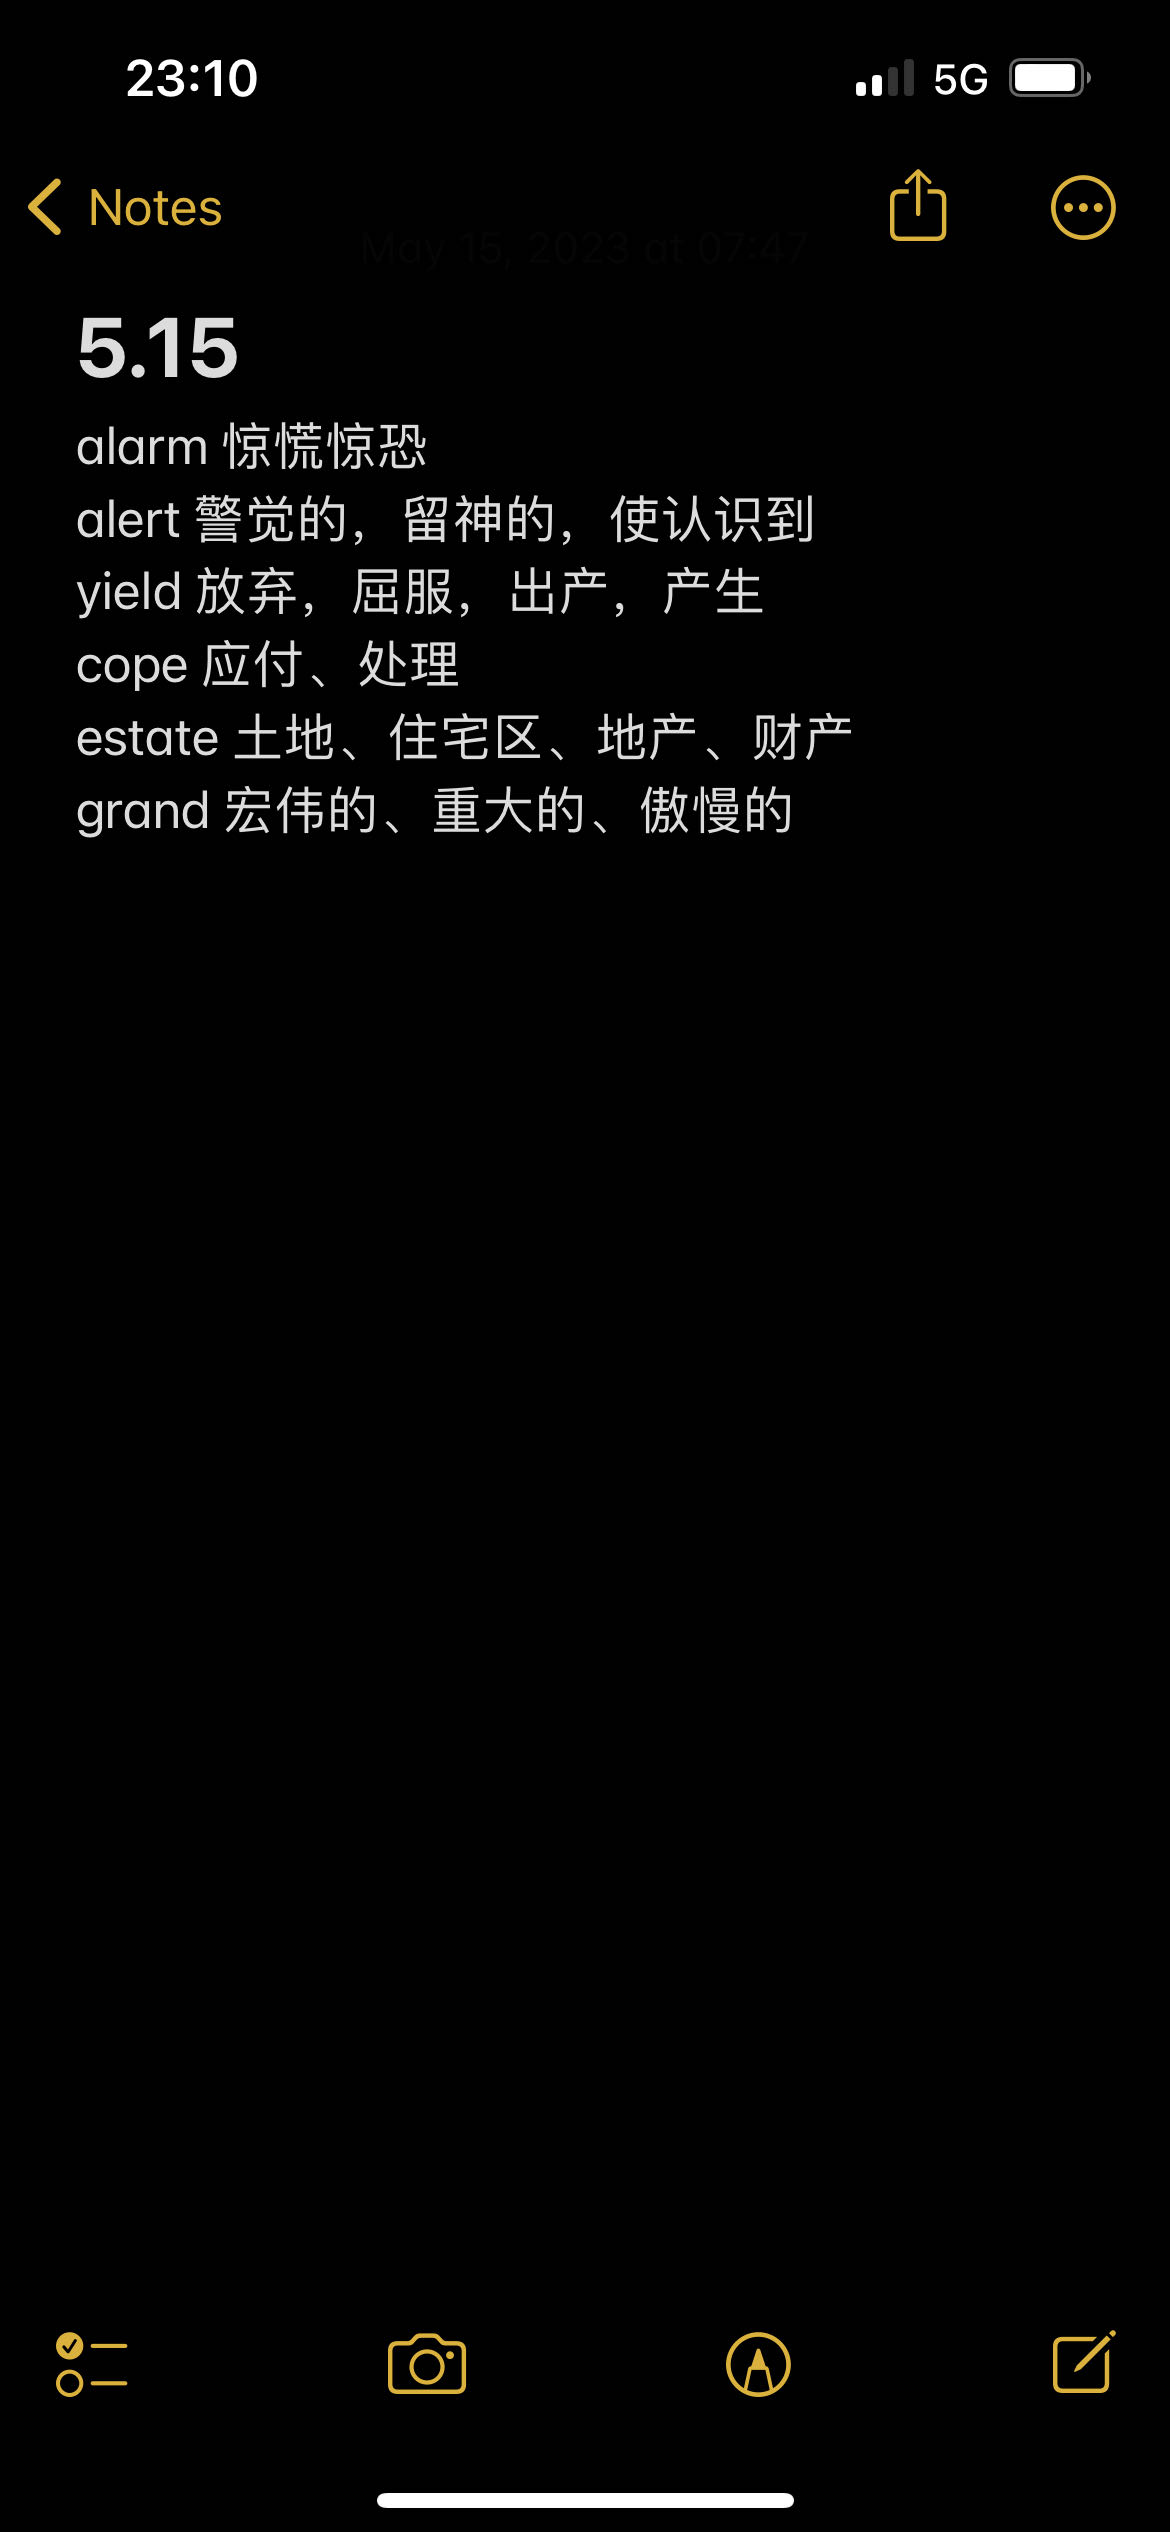 23:10 5G
Notes
May 15, 2023 at 07:47
5.15
alarm 惊慌惊恐
alert 警觉的，留神的，使认识到
yield 放弃，屈服，出产，产生
cope 应付、处理
estate 土地、住宅区、地产、财产
grand 宏伟的、重大的、傲慢的